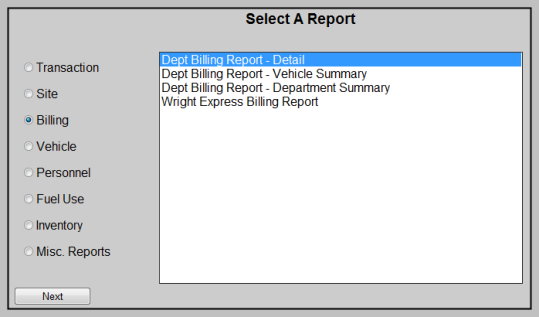 Select A Report
Transaction
Site
Billing
Vehicle
Personnel
Fuel Use
Inventory
Misc. Reports
Dept Billing Report - Detail
Dept Billing Report - Vehicle Summary
Dept Billing Report - Department Summary
Wright Express Billing Report
Next